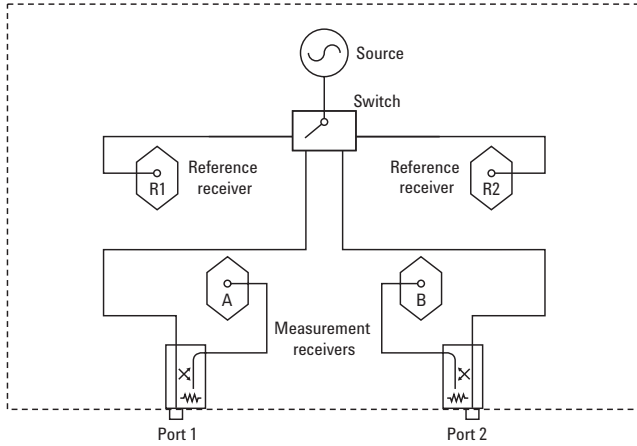 Source
Switch
Reference
receiver
R1
Reference
receiver
R2
A
B
Measurement
receivers
Port 1
Port 2